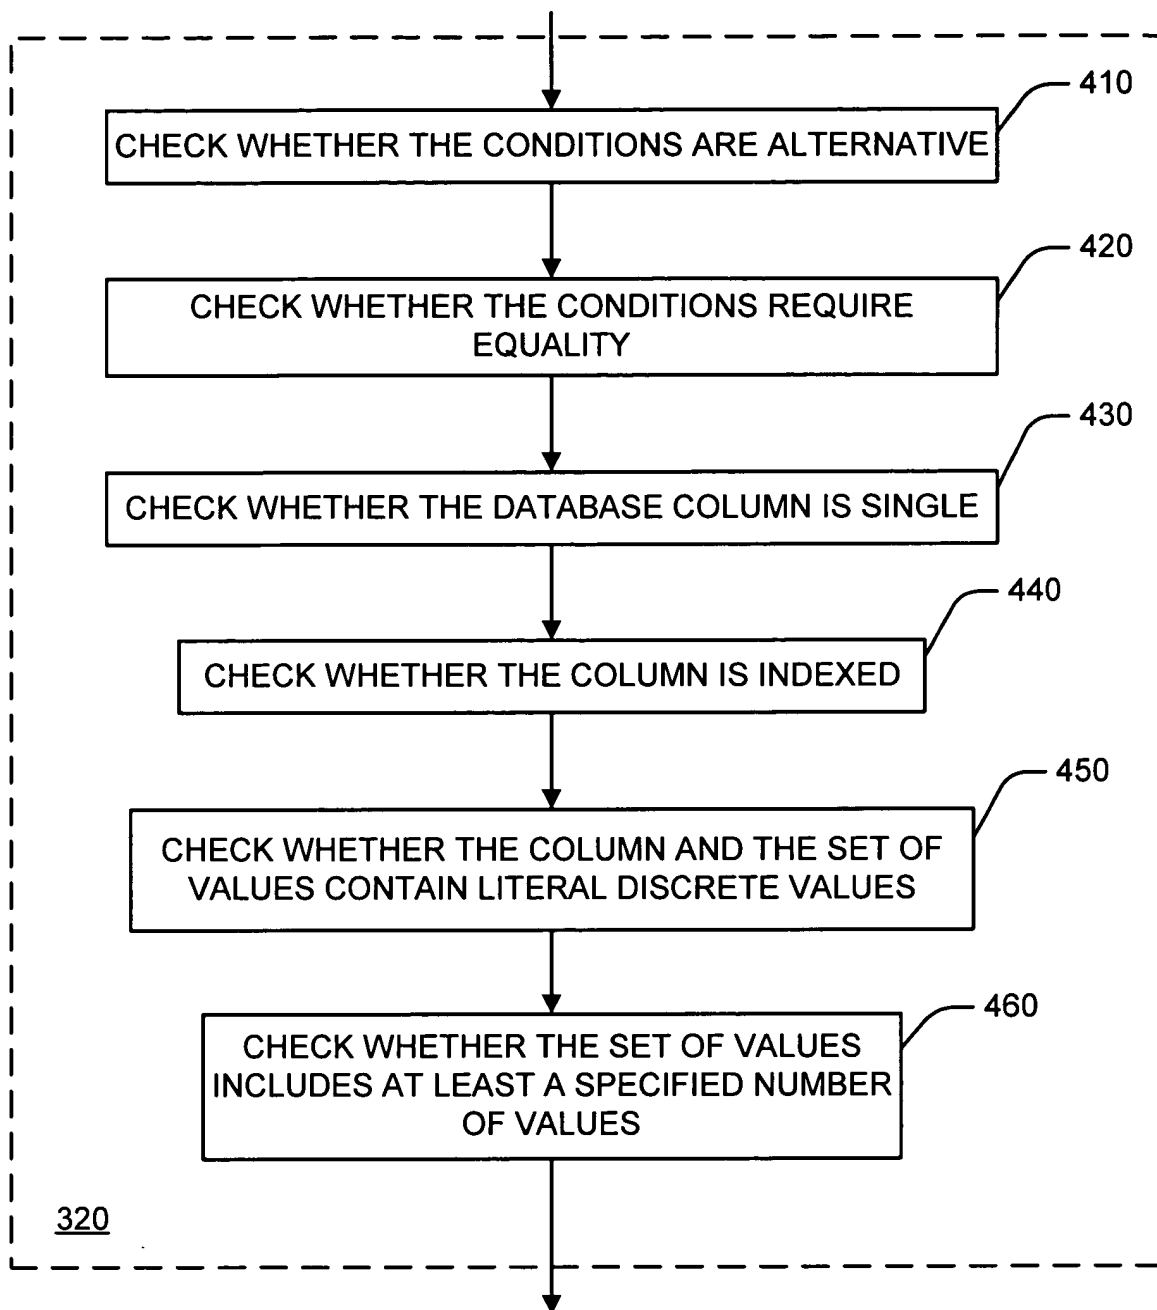 410
CHECK WHETHER THE CONDITIONS ARE ALTERNATIVE
420
CHECK WHETHER THE CONDITIONS REQUIRE
EQUALITY
430
CHECK WHETHER THE DATABASE COLUMN IS SINGLE
440
CHECK WHETHER THE COLUMN IS INDEXED
450
CHECK WHETHER THE COLUMN AND THE SET OF
VALUES CONTAIN LITERAL DISCRETE VALUES
460
CHECK WHETHER THE SET OF VALUES
INCLUDES AT LEAST A SPECIFIED NUMBER
OF VALUES
320